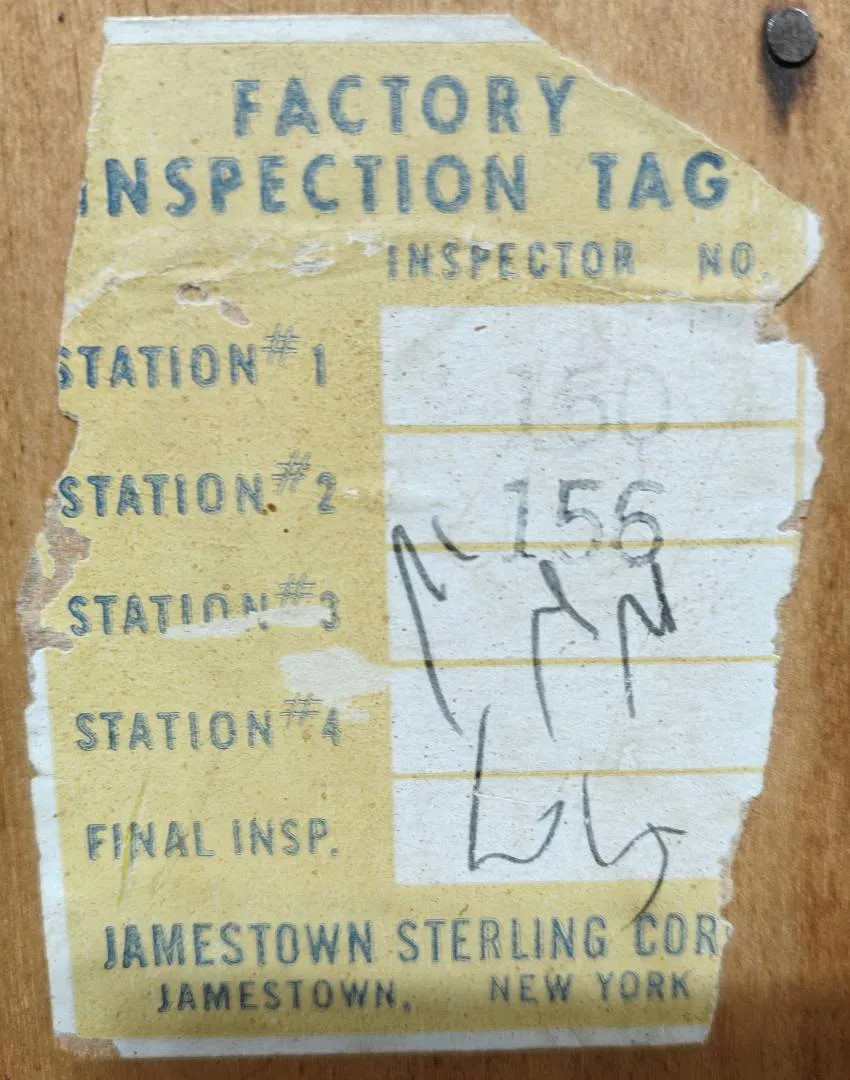 FACTORY
INSPECTION TAG
INSPECTOR NO.
STATION #1 150
STATION #2 156
STATION #3
STATION #4
FINAL INSP.
JAMESTOWN STERLING COR
JAMESTOWN, NEW YORK